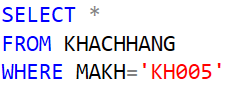 SELECT *
FROM KHACHHANG
WHERE MAKH='KH005'